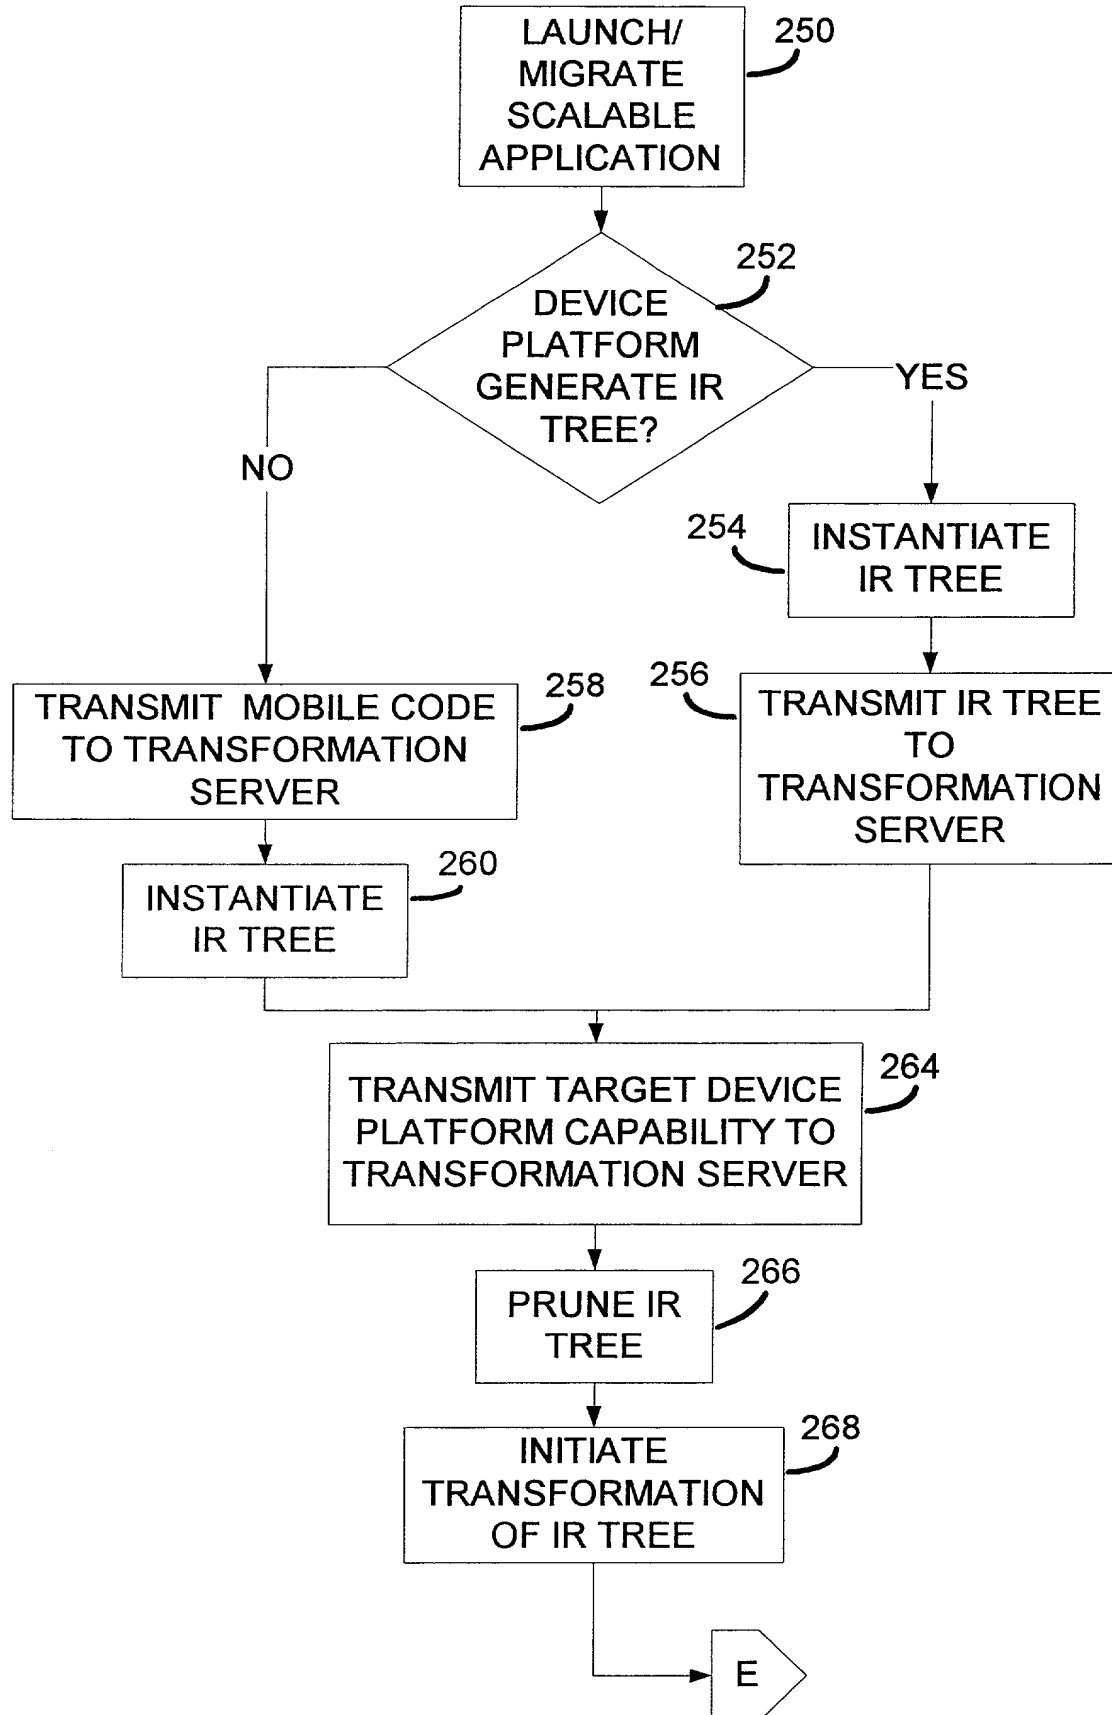 LAUNCH/
MIGRATE
SCALABLE
APPLICATION
250
DEVICE
PLATFORM
GENERATE IR
TREE?
252
YES
NO
254
INSTANTIATE
IR TREE
256
TRANSMIT IR TREE
TO
TRANSFORMATION
SERVER
TRANSMIT MOBILE CODE
TO TRANSFORMATION
SERVER
258
INSTANTIATE
IR TREE
260
TRANSMIT TARGET DEVICE
PLATFORM CAPABILITY TO
TRANSFORMATION SERVER
264
PRUNE IR
TREE
266
INITIATE
TRANSFORMATION
OF IR TREE
268
E